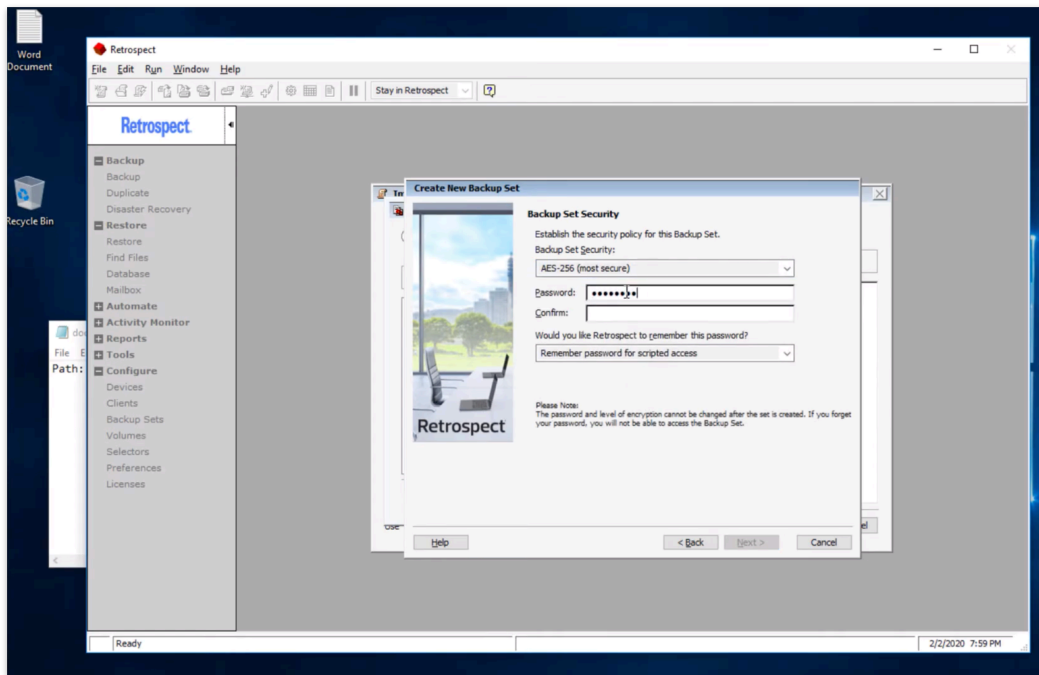 Word
Document
Recycle Bin
Retrospect
File Edit Run Window Help
Stay in Retrospect
Retrospect
Backup
Backup
Duplicate
Disaster Recovery
Restore
Restore
Find Files
Database
Mailbox
Automate
Activity Monitor
Reports
Tools
Configure
Devices
Clients
Backup Sets
Volumes
Selectors
Preferences
Licenses
File
Path:
Create New Backup Set
Backup Set Security
Establish the security policy for this Backup Set.
Backup Set Security:
AES-256 (most secure)
Password: ••••••••
Confirm:
Would you like Retrospect to remember this password?
Remember password for scripted access
Please Note:
The password and level of encryption cannot be changed after the set is created. If you forget
your password, you will not be able to access the Backup Set.
Retrospect
Help < Back Next > Cancel
Ready 2/2/2020 7:59 PM